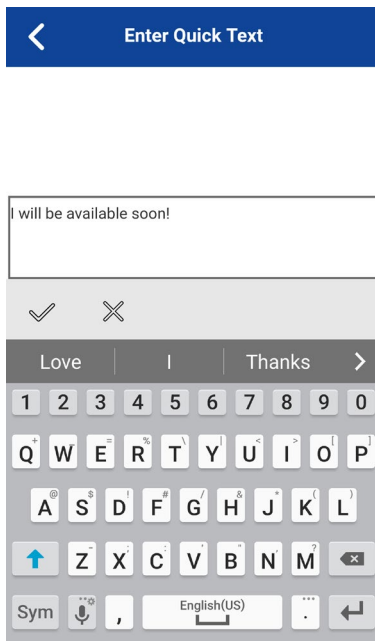 Enter Quick Text
I will be available soon!
Love I Thanks
1 2 3 4 5 6 7 8 9 0
+ \ = % \ | < > [ ]
Q W E R T Y U I O P
@ $ ! # / & * ( )
A S D F G H J K L
- ' : ; " ' ?
Z X C V B N M
Sym , English(US) .